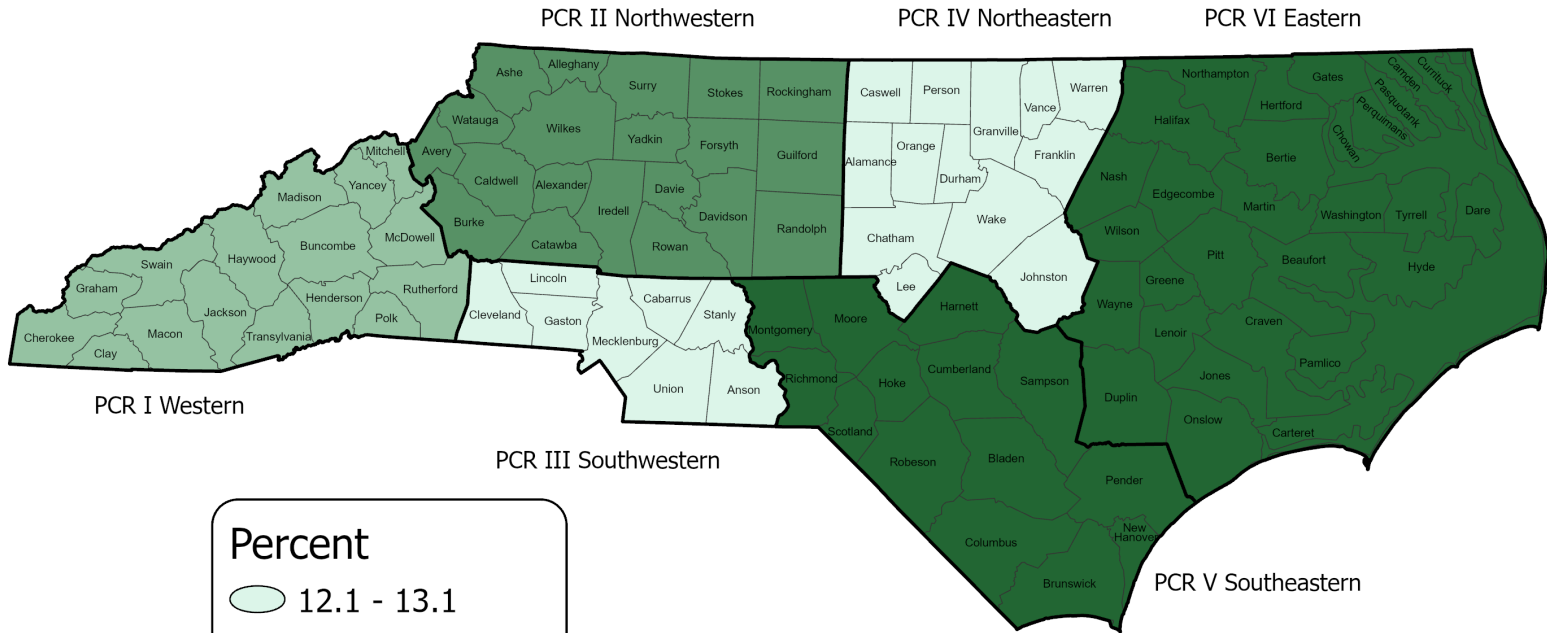 PCR II Northwestern
PCR IV Northeastern
PCR VI Eastern
Ashe
Alleghany
Surry
Stokes
Rockingham
Watauga
Wilkes
Yadkin
Forsyth
Guilford
Avery
Caldwell
Alexander
Davie
Iredell
Davidson
Burke
Catawba
Rowan
Randolph
Caswell
Person
Granville
Vance
Warren
Alamance
Orange
Durham
Franklin
Wake
Chatham
Lee
Johnston
Northampton
Gates
Camden
Currituck
Pasquotank
Perquimans
Chowan
Hertford
Halifax
Bertie
Nash
Edgecombe
Martin
Washington
Tyrrell
Dare
Wilson
Pitt
Beaufort
Hyde
Greene
Wayne
Lenoir
Craven
Pamlico
Jones
Duplin
Onslow
Carteret
Mitchell
Yancey
Madison
McDowell
Buncombe
Haywood
Swain
Graham
Rutherford
Henderson
Polk
Jackson
Transylvania
Macon
Cherokee
Clay
Lincoln
Cleveland
Gaston
Cabarrus
Stanly
Mecklenburg
Union
Anson
Montgomery
Moore
Harnett
Richmond
Hoke
Cumberland
Sampson
Scotland
Robeson
Bladen
Pender
New
Hanover
Columbus
Brunswick
PCR I Western
PCR III Southwestern
PCR V Southeastern
Percent
12.1 - 13.1